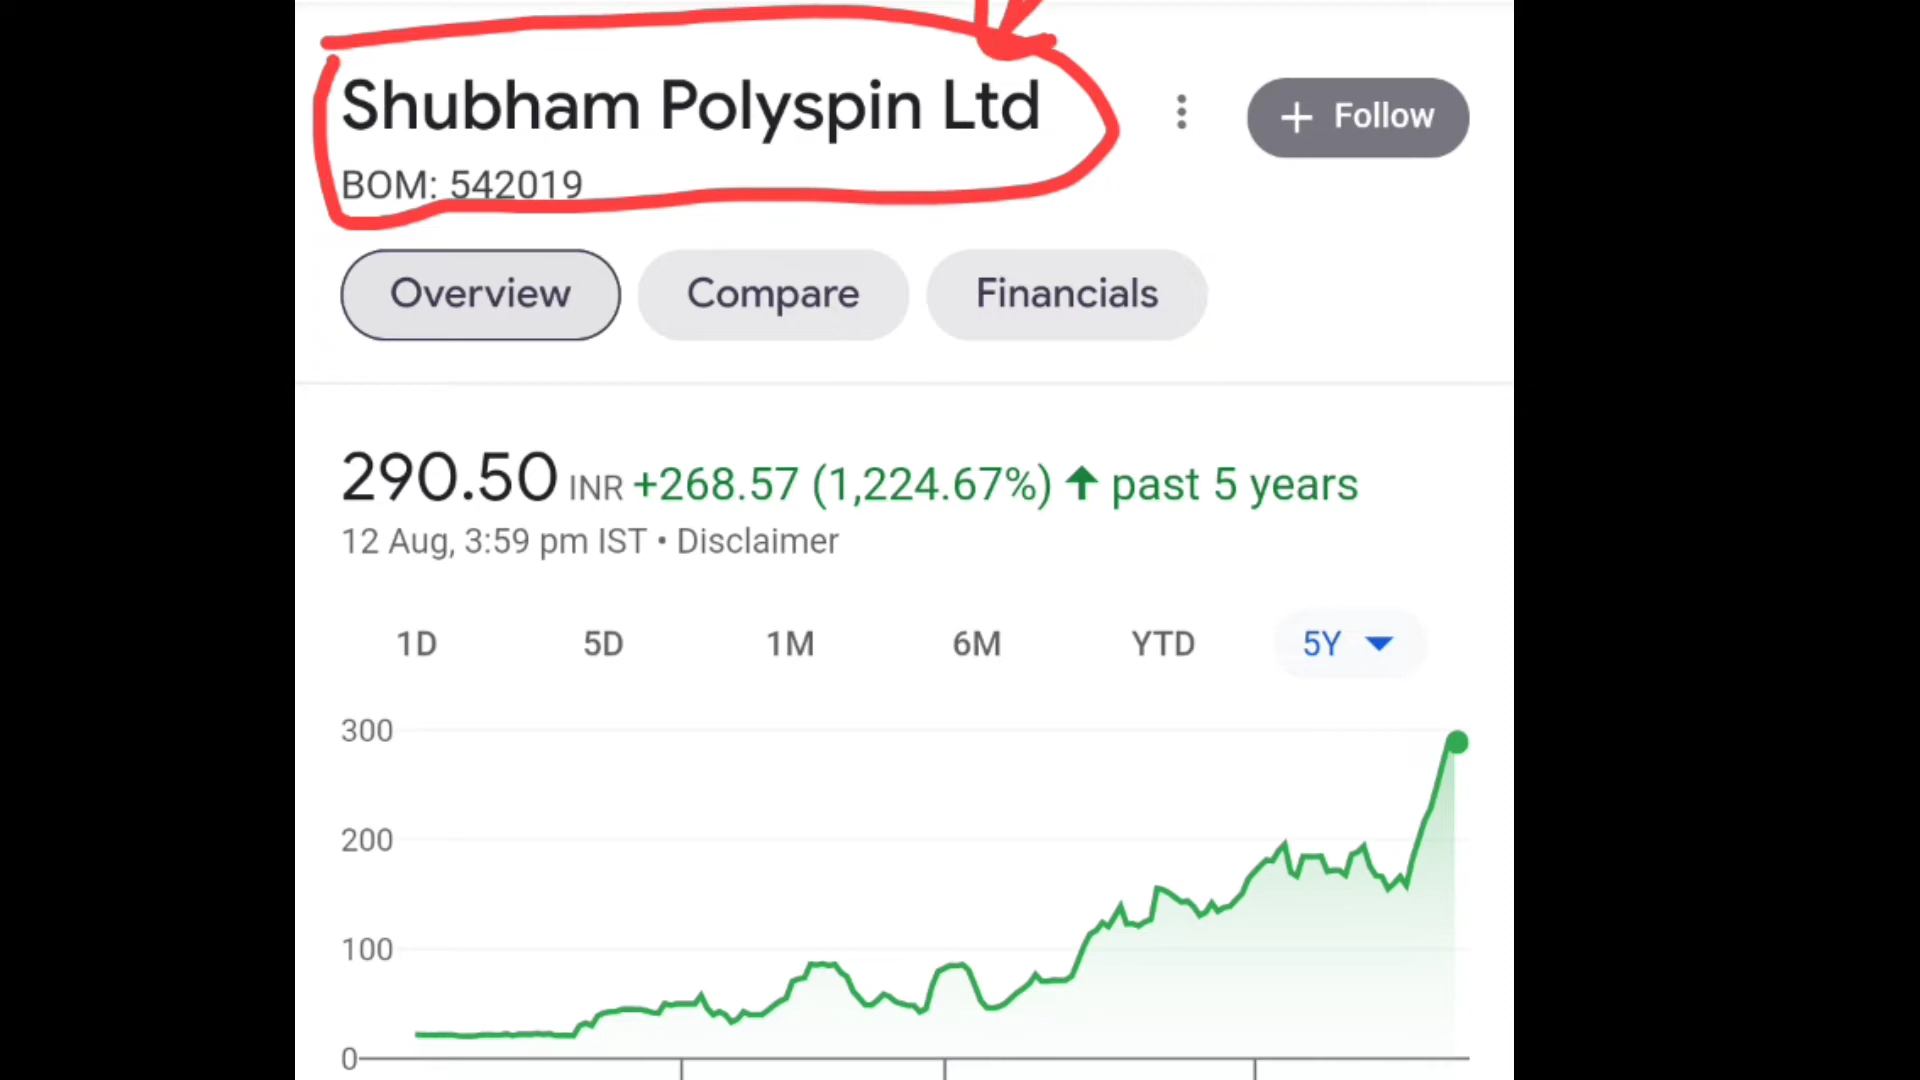 Shubham Polyspin Ltd
+ Follow
BOM: 542019
Overview Compare Financials
290.50 INR +268.57 (1,224.67%) ↑ past 5 years
12 Aug, 3:59 pm IST • Disclaimer
1D 5D 1M 6M YTD 5Y
300
200
100
0